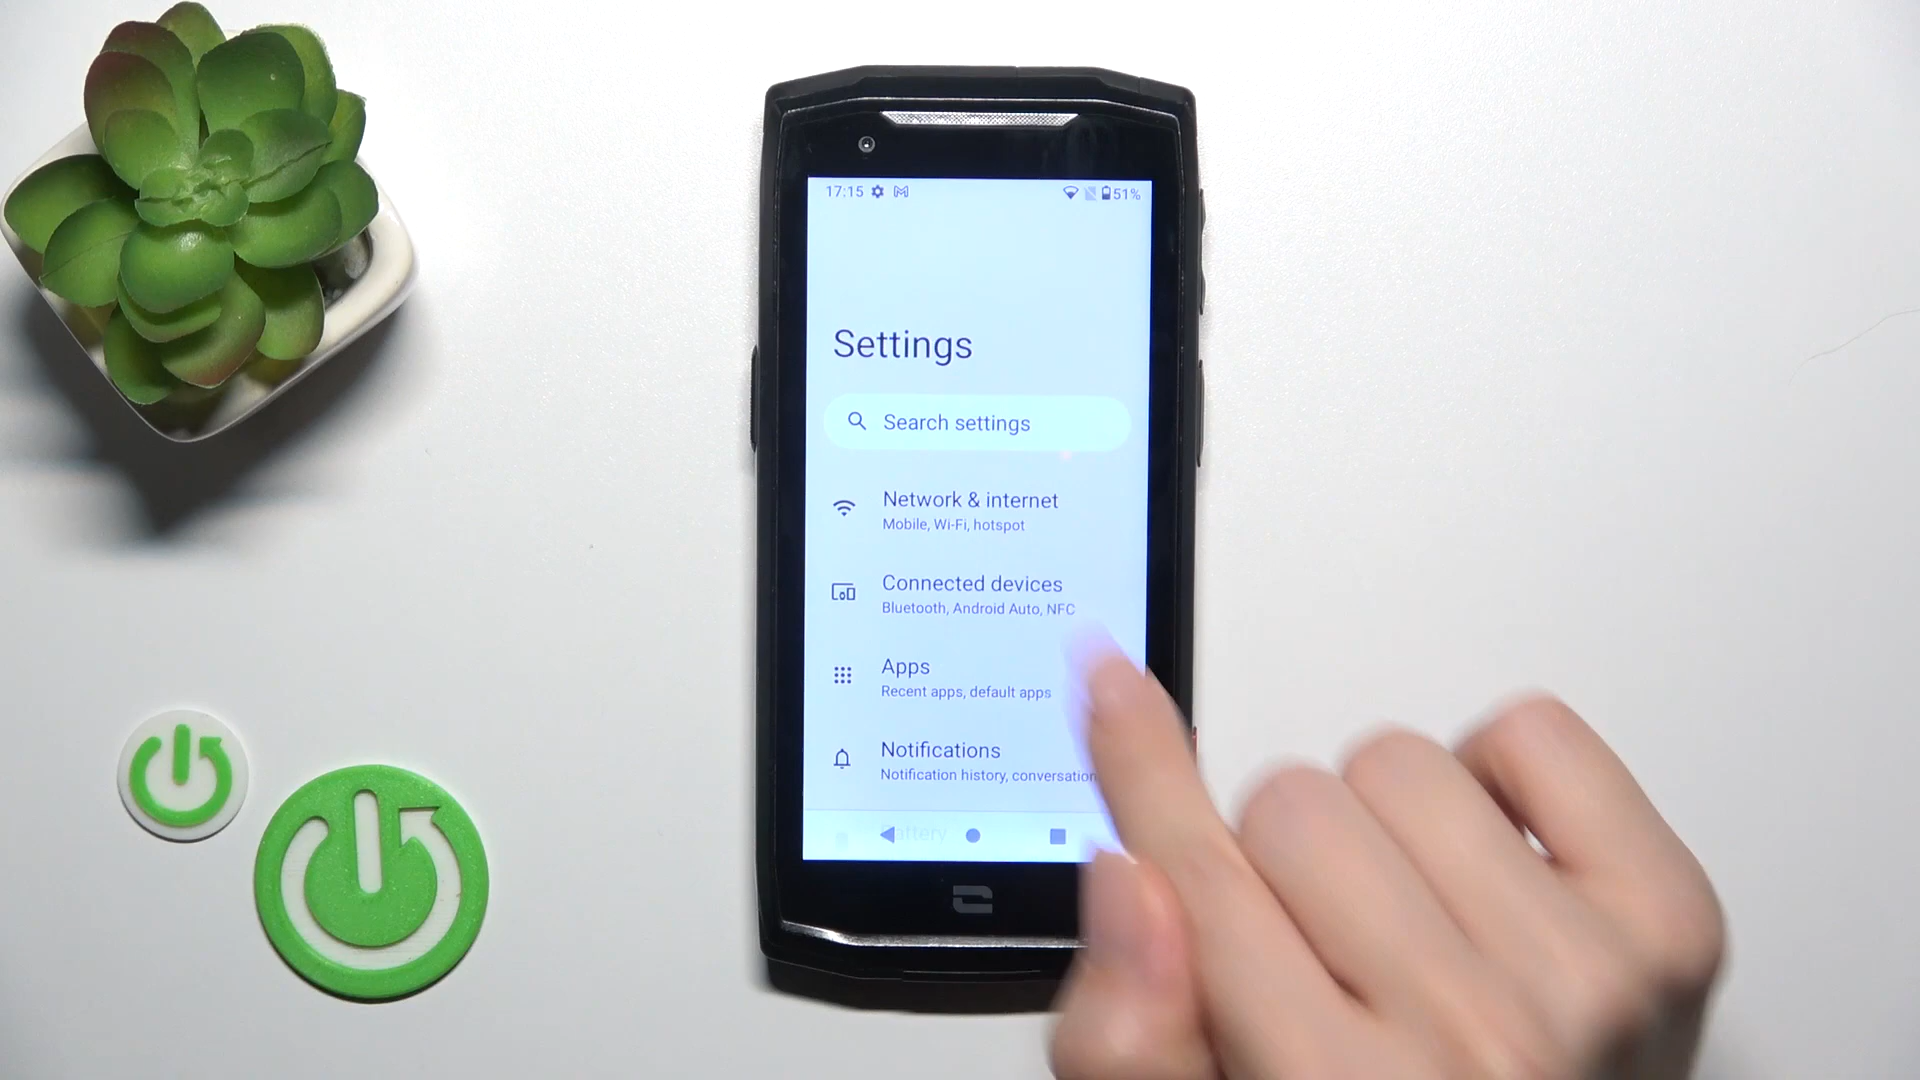 17:15 51%
Settings
Search settings
Network & internet
Mobile, Wi-Fi, hotspot
Connected devices
Bluetooth, Android Auto, NFC
Apps
Recent apps, default apps
Notifications
Notification history, conversation
Battery